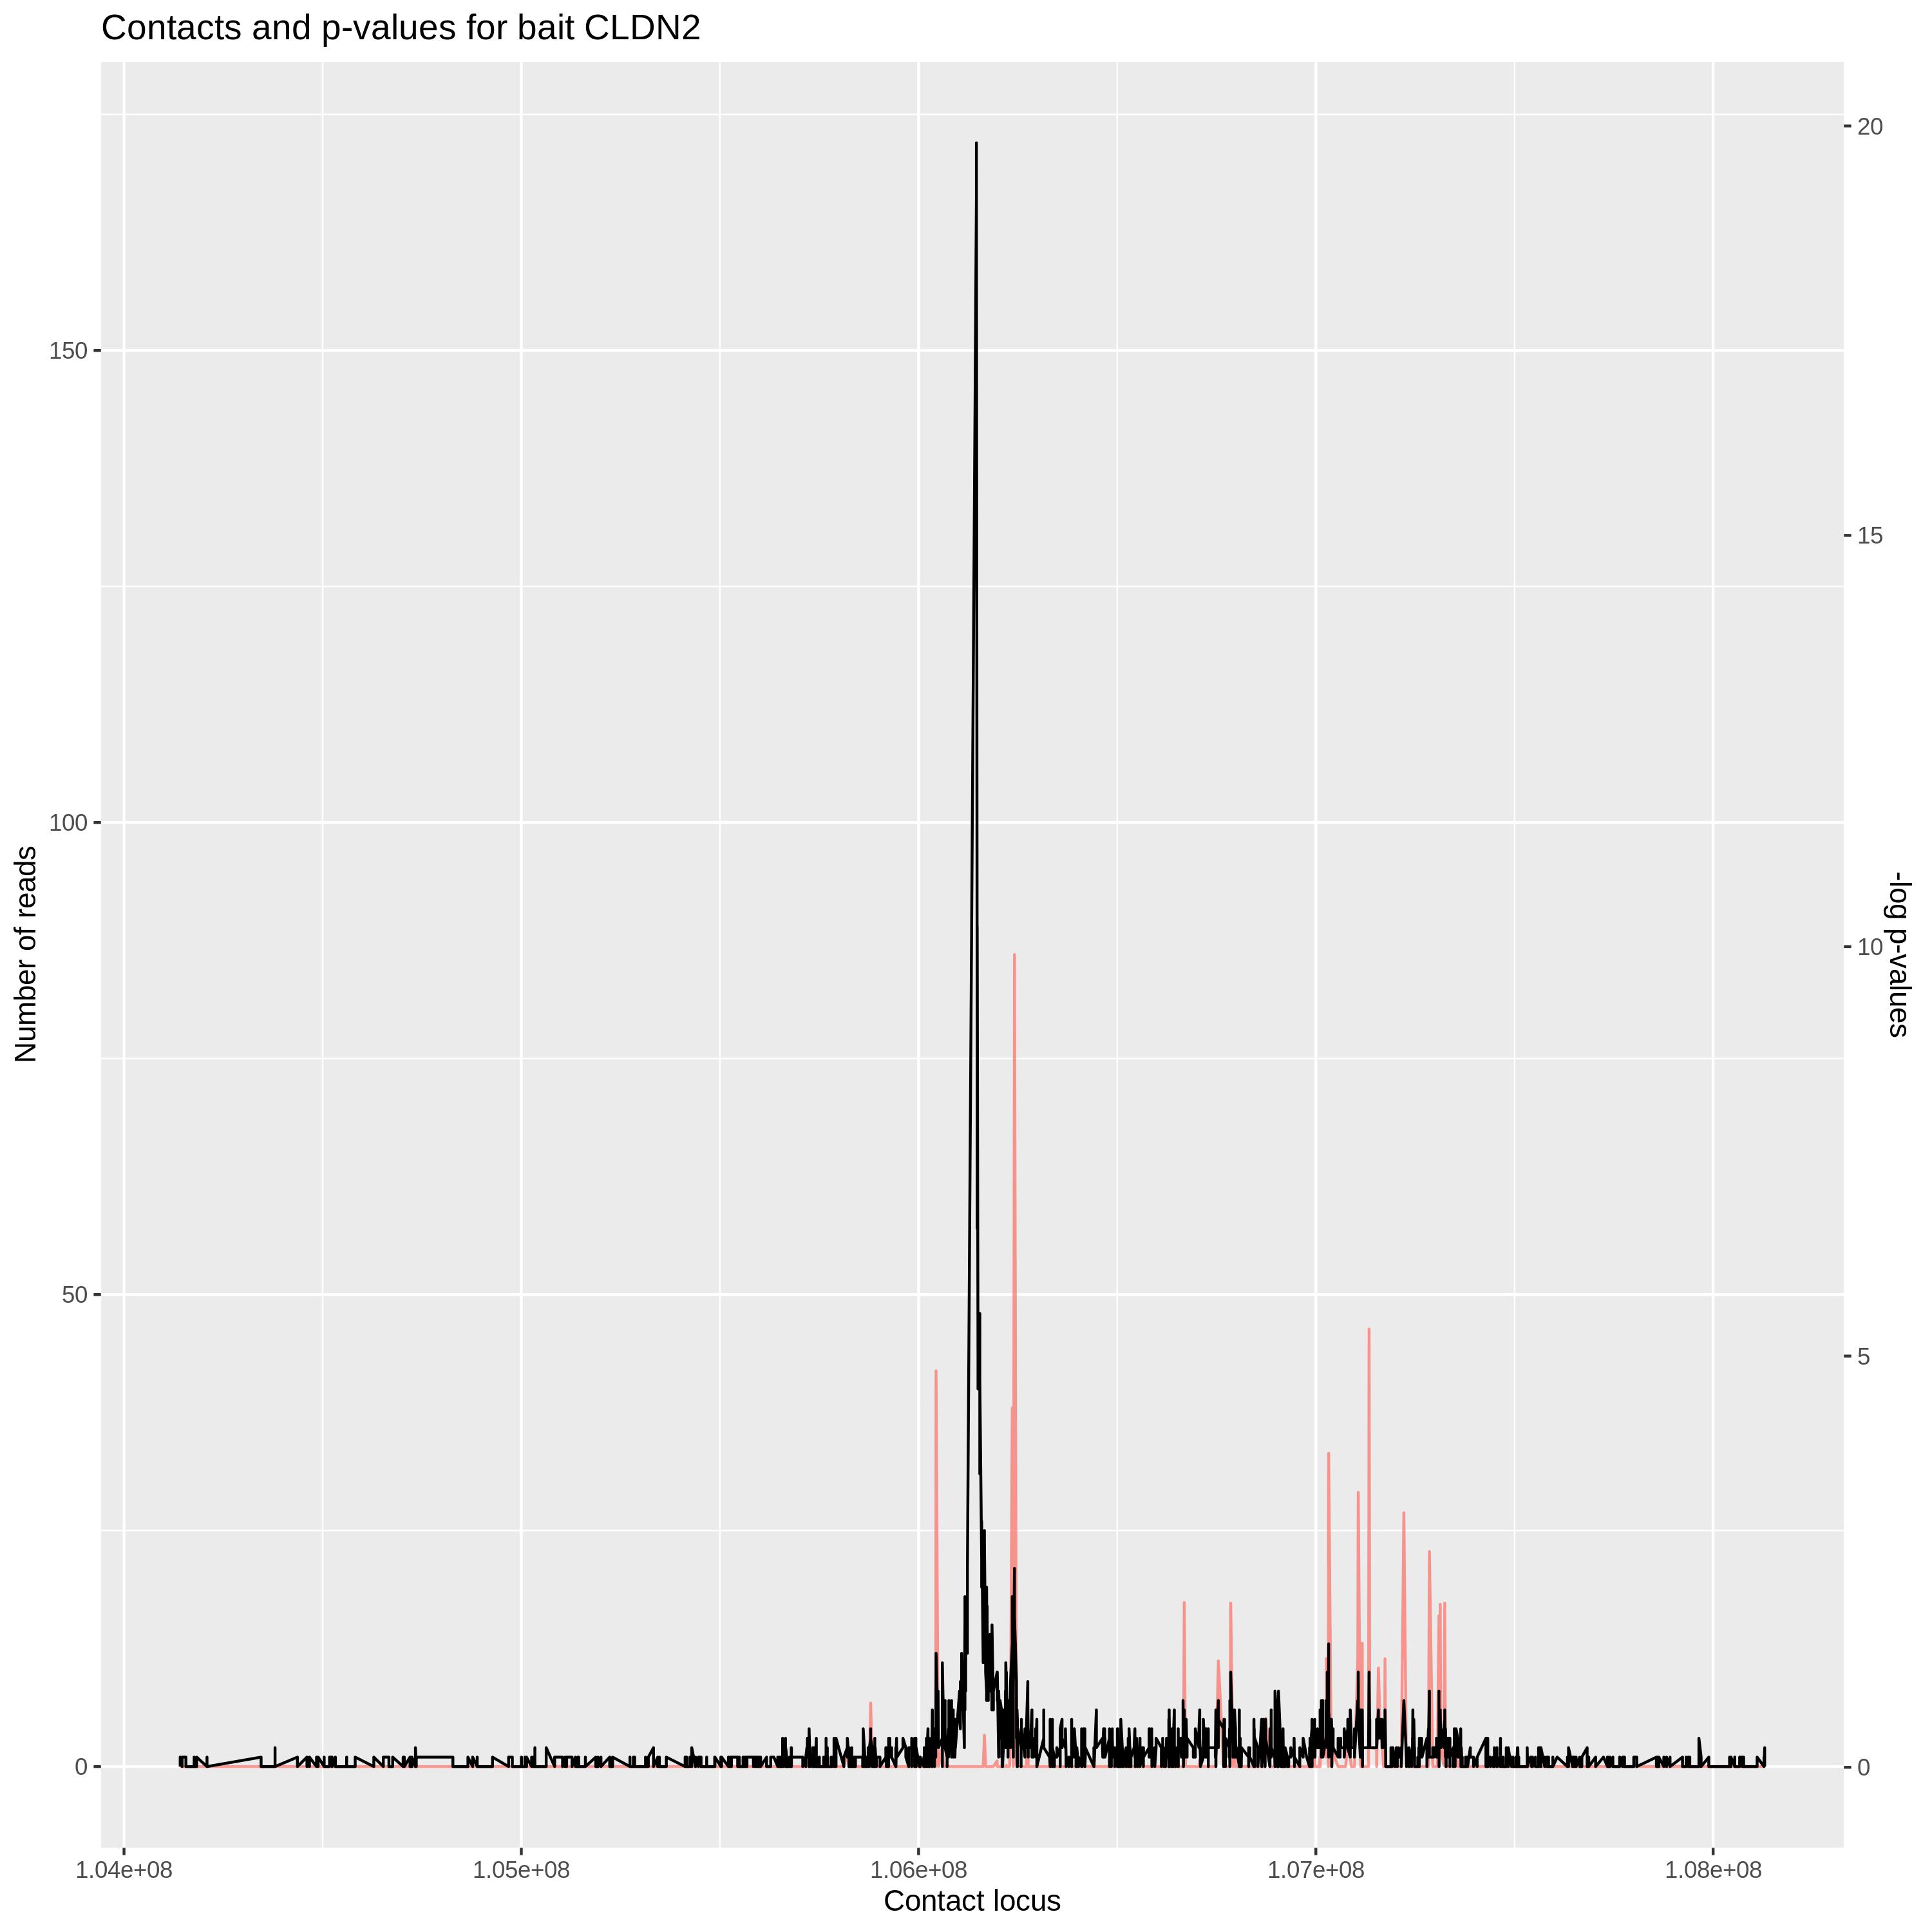 Contacts and p-values for bait CLDN2
Number of reads
150
100
50
0
20
15
10
5
0
-log p-values
1.04e+08
1.05e+08
1.06e+08
1.07e+08
1.08e+08
Contact locus